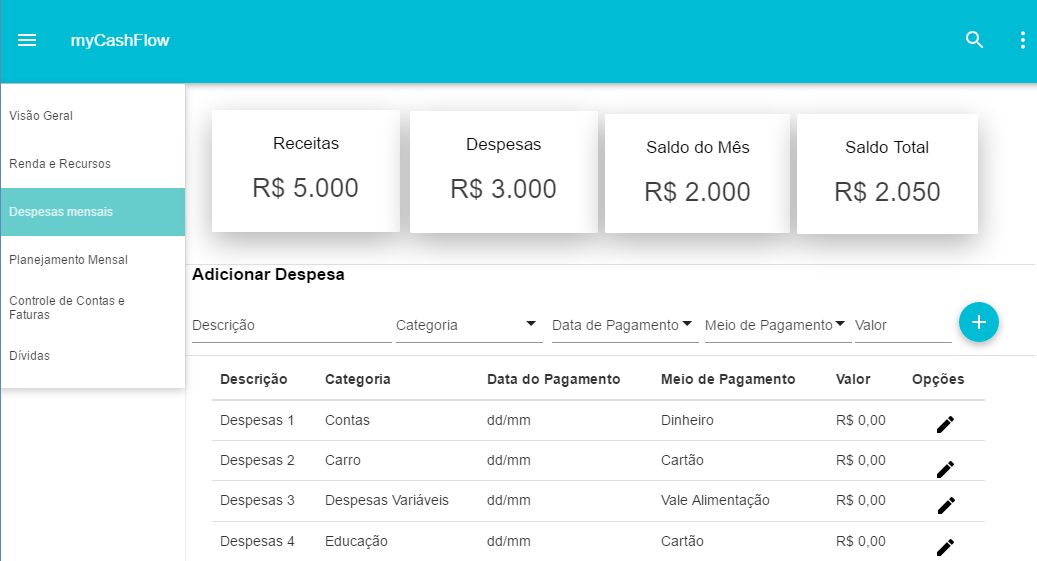 myCashFlow
Visão Geral
Renda e Recursos
Despesas mensais
Planejamento Mensal
Controle de Contas e
Faturas
Dívidas
Receitas
R$ 5.000
Despesas
R$ 3.000
Saldo do Mês
R$ 2.000
Saldo Total
R$ 2.050
Adicionar Despesa
Descrição Categoria Data de Pagamento Meio de Pagamento Valor
Descrição Categoria Data do Pagamento Meio de Pagamento Valor Opções
Despesas 1 Contas dd/mm Dinheiro R$ 0,00
Despesas 2 Carro dd/mm Cartão R$ 0,00
Despesas 3 Despesas Variáveis dd/mm Vale Alimentação R$ 0,00
Despesas 4 Educação dd/mm Cartão R$ 0,00